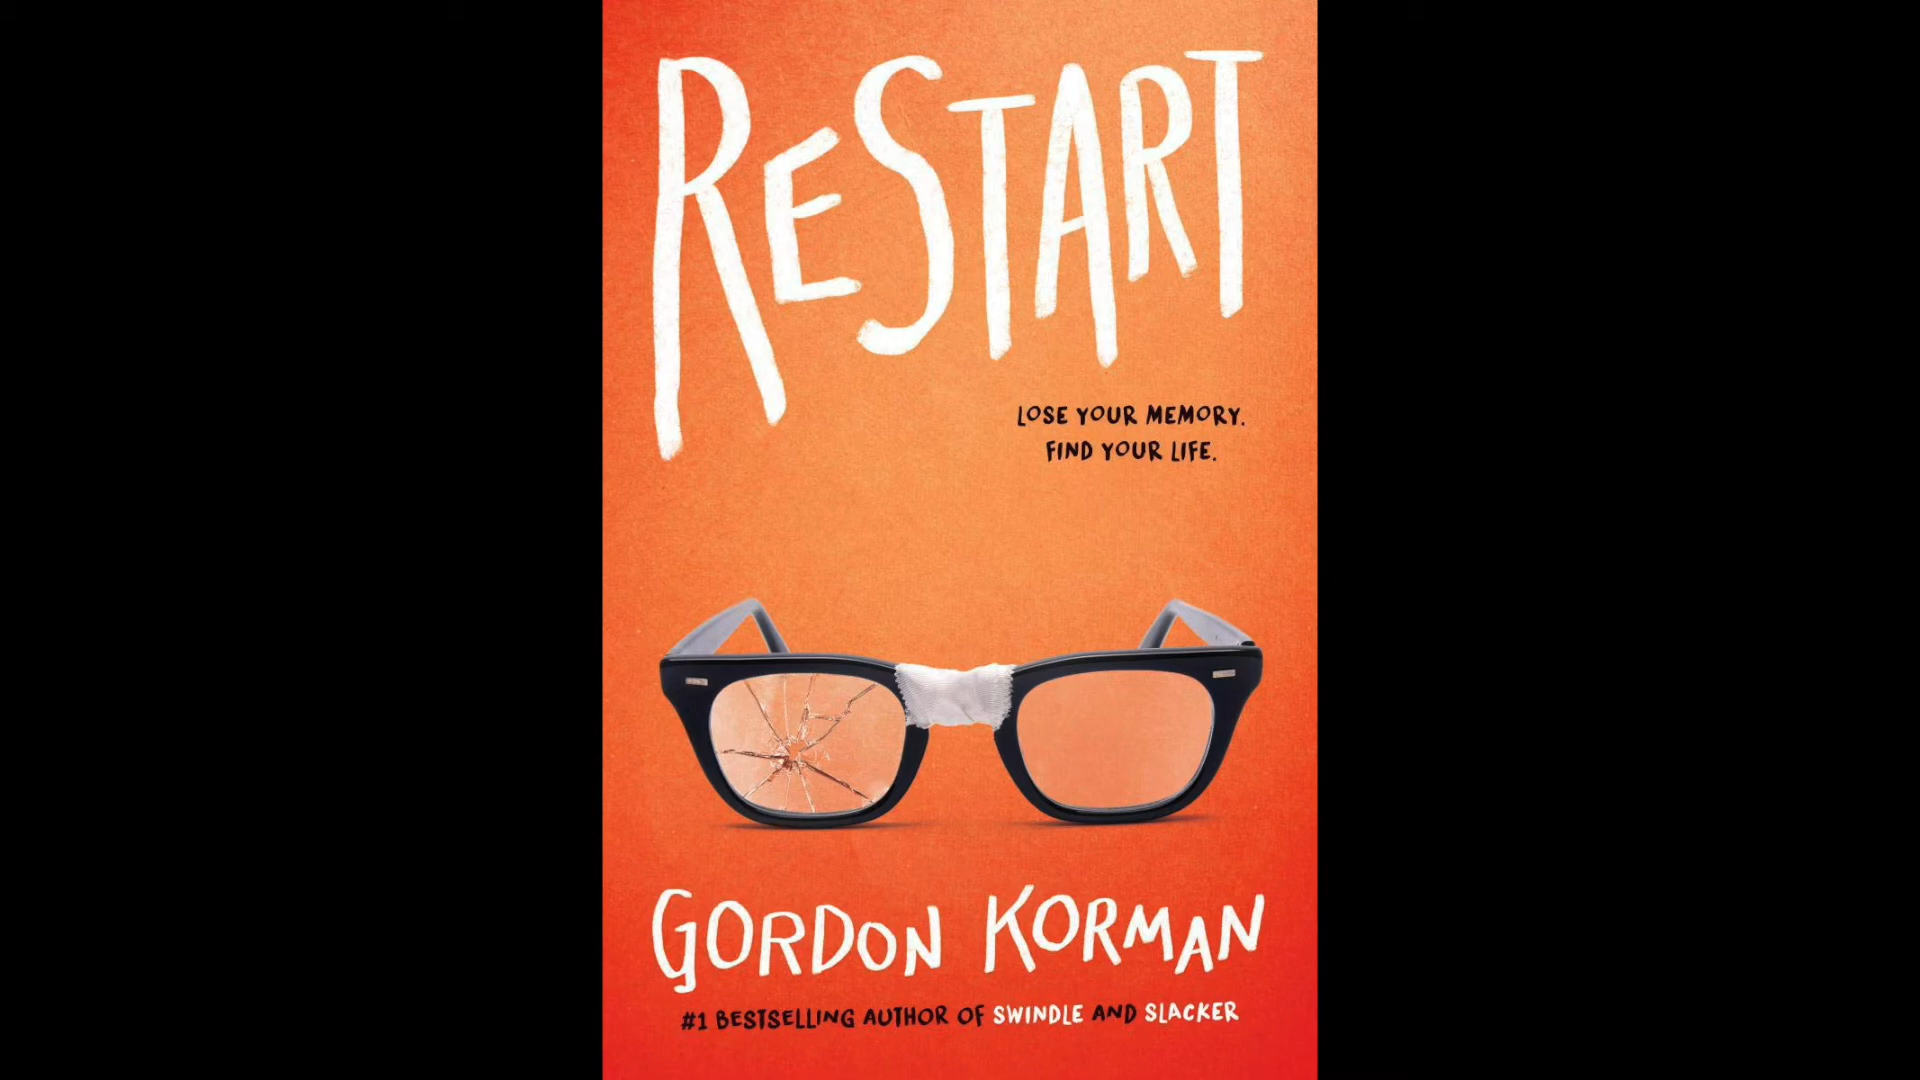 RESTART
LOSE YOUR MEMORY.
FIND YOUR LIFE.
GORDON KORMAN
#1 BESTSELLING AUTHOR OF SWINDLE AND SLACKER